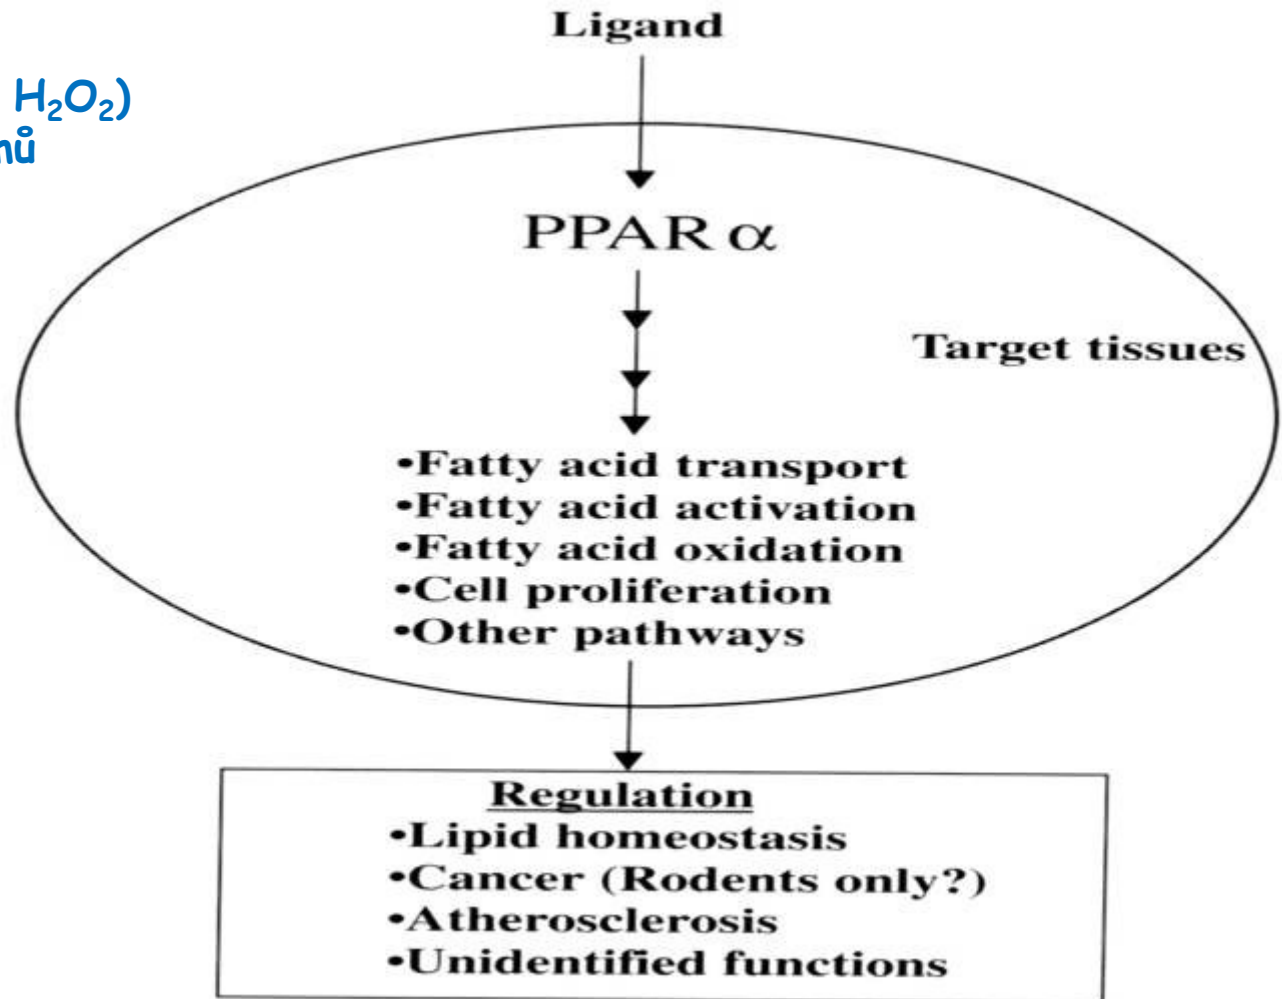 Ligand
H₂O₂)
PPAR α
Target tissues
•Fatty acid transport
•Fatty acid activation
•Fatty acid oxidation
•Cell proliferation
•Other pathways
Regulation
•Lipid homeostasis
•Cancer (Rodents only?)
•Atherosclerosis
•Unidentified functions